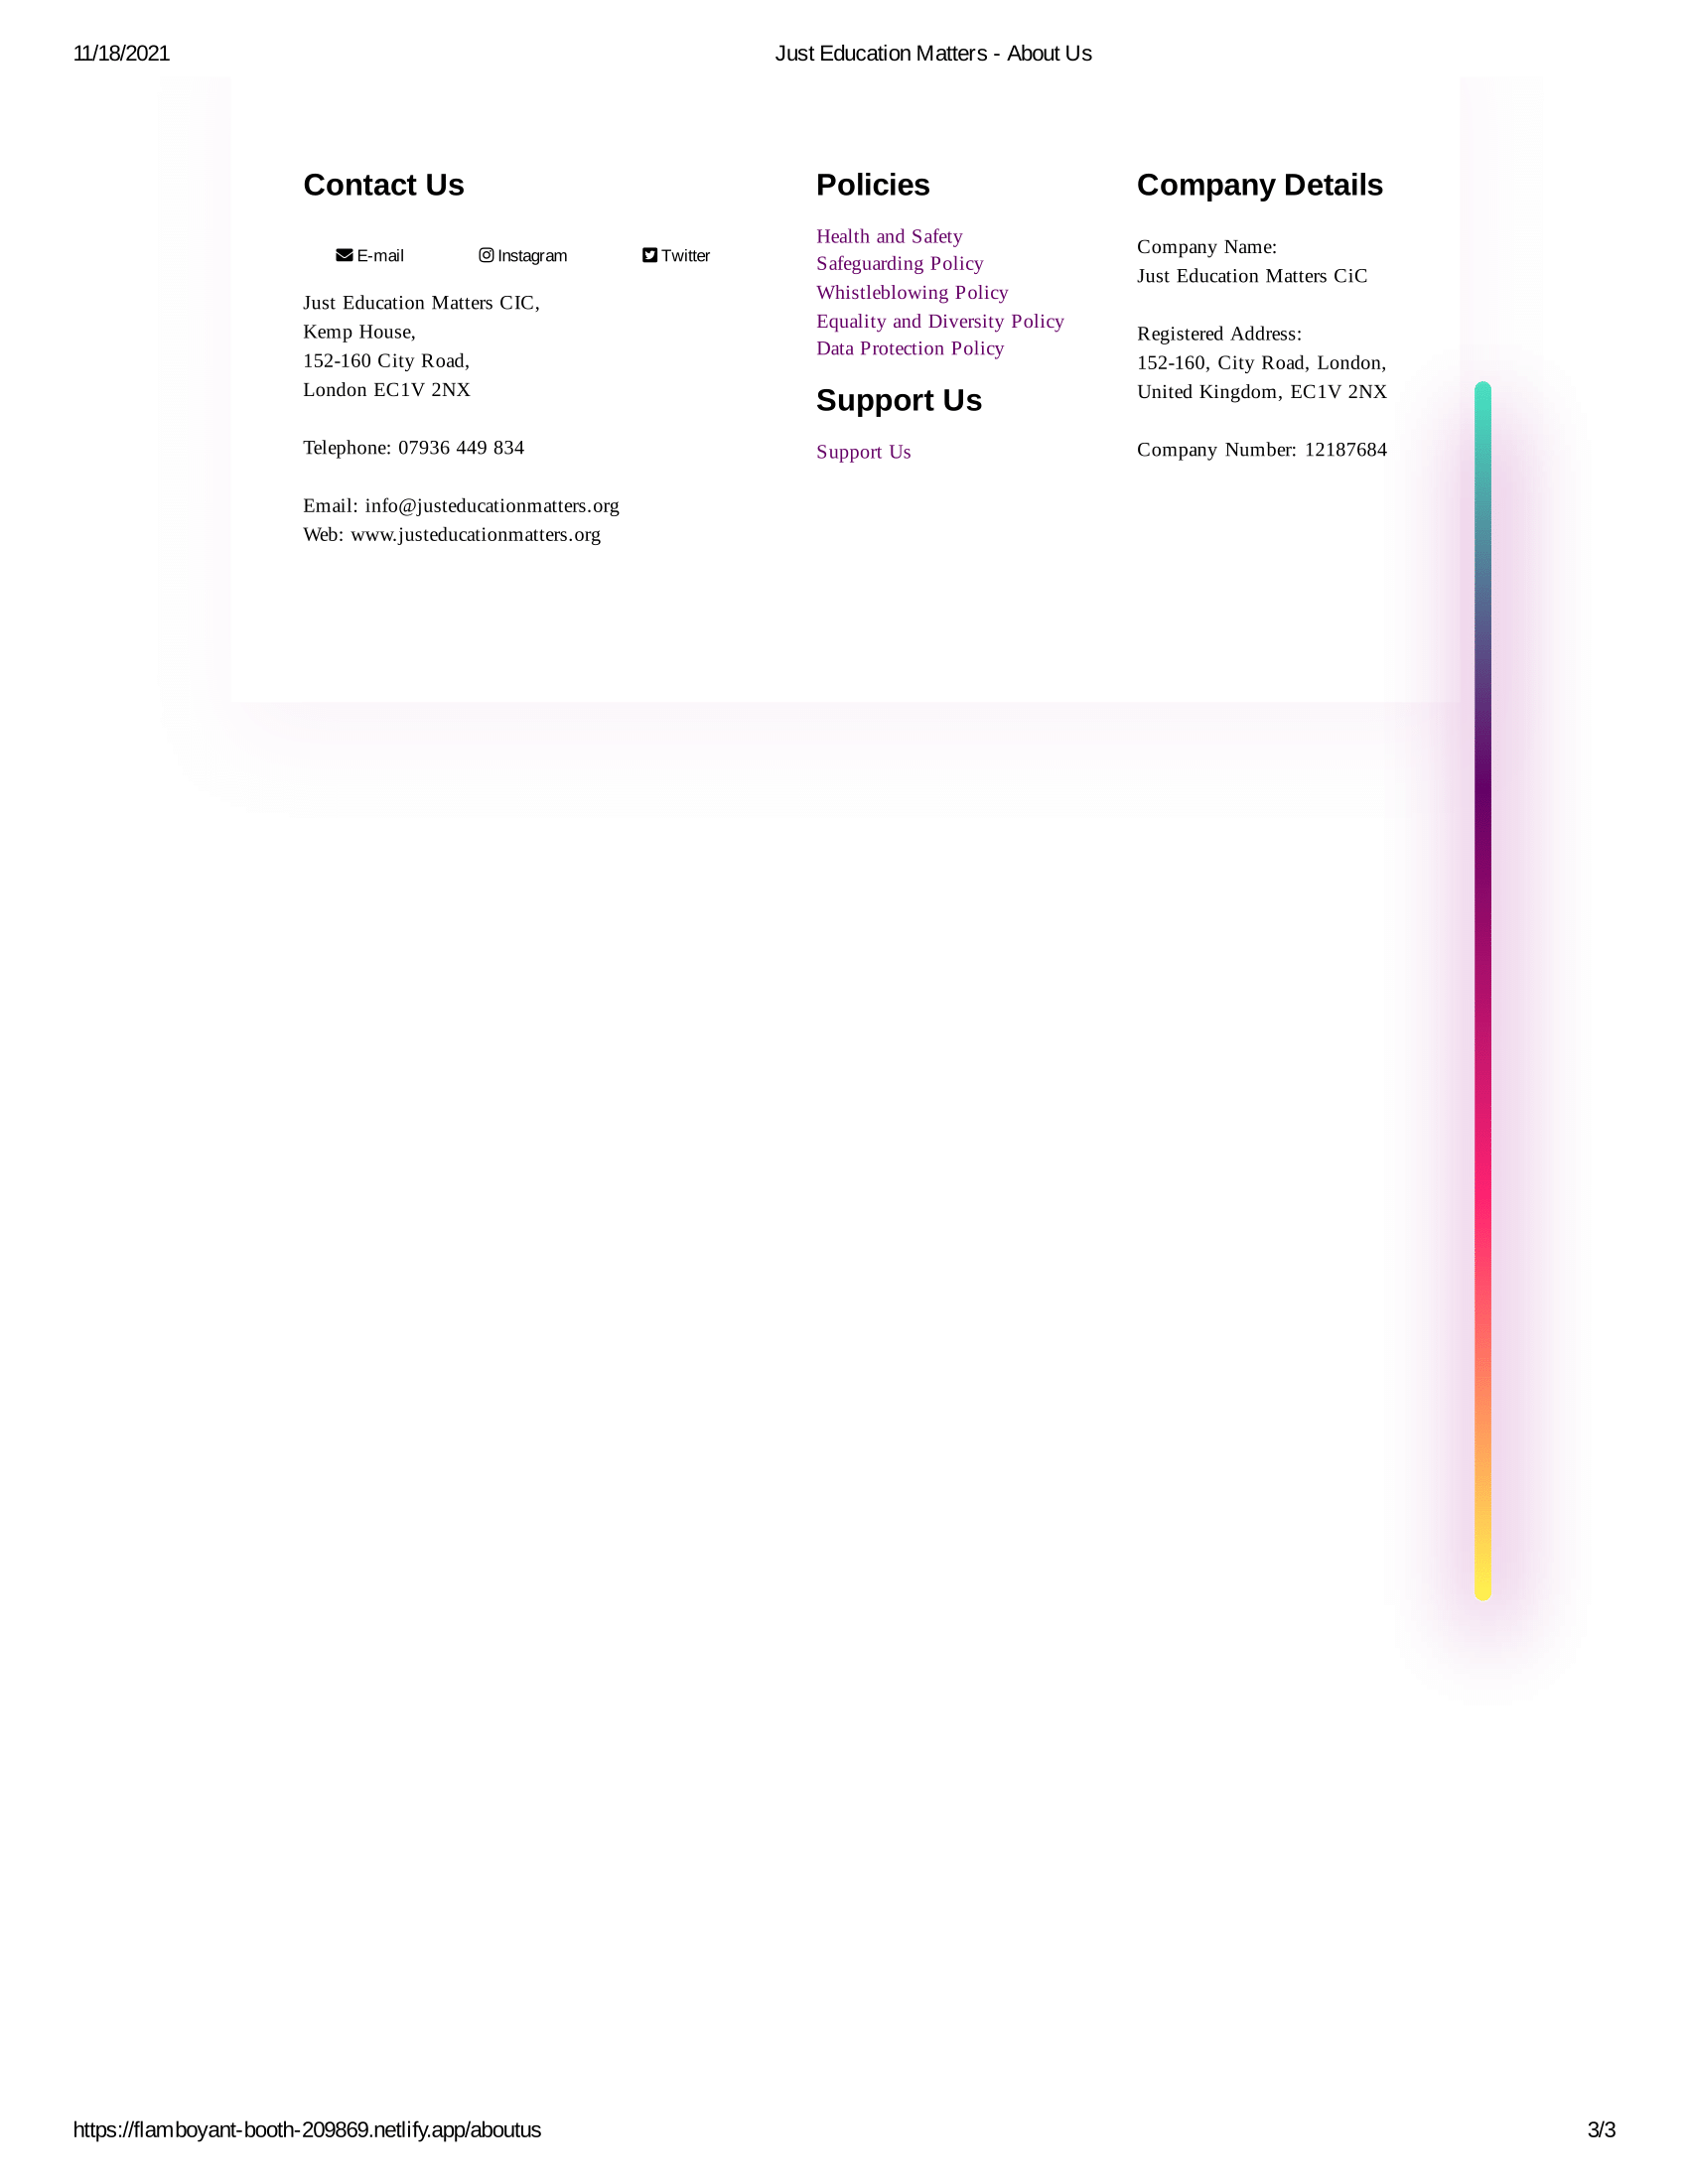 11/18/2021
Just Education Matters - About Us
Contact Us
E-mail
Instagram
Twitter
Just Education Matters CIC,
Kemp House,
152-160 City Road,
London EC1V 2NX
Telephone: 07936 449 834
Email: info@justeducationmatters.org
Web: www.justeducationmatters.org
Policies
Health and Safety
Safeguarding Policy
Whistleblowing Policy
Equality and Diversity Policy
Data Protection Policy
Support Us
Support Us
Company Details
Company Name:
Just Education Matters CiC
Registered Address:
152-160, City Road, London,
United Kingdom, EC1V 2NX
Company Number: 12187684
https://flamboyant-booth-209869.netlify.app/aboutus
3/3